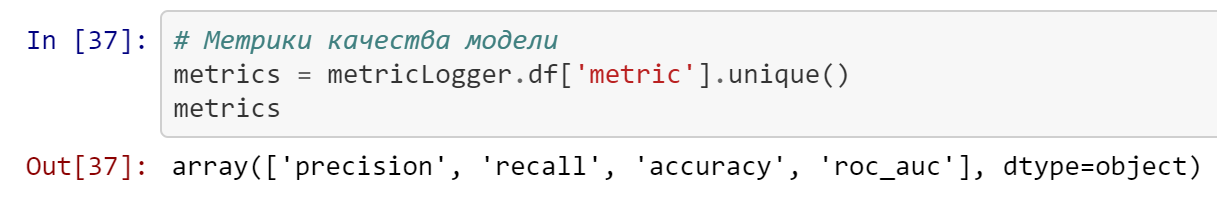 In [37]: # Метрики качества модели
metrics = metricLogger.df['metric'].unique()
metrics
Out[37]: array(['precision', 'recall', 'accuracy', 'roc_auc'], dtype=object)